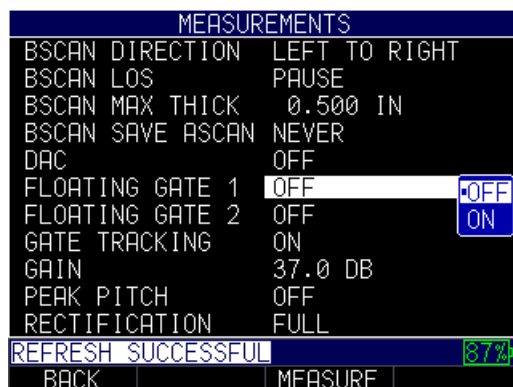 MEASUREMENTS
BSCAN DIRECTION LEFT TO RIGHT
BSCAN LOS PAUSE
BSCAN MAX THICK 0.500 IN
BSCAN SAVE ASCAN NEVER
DAC OFF
FLOATING GATE 1 OFF •OFF
FLOATING GATE 2 OFF ON
GATE TRACKING ON
GAIN 37.0 DB
PEAK PITCH OFF
RECTIFICATION FULL
REFRESH SUCCESSFUL 87%
BACK MEASURE